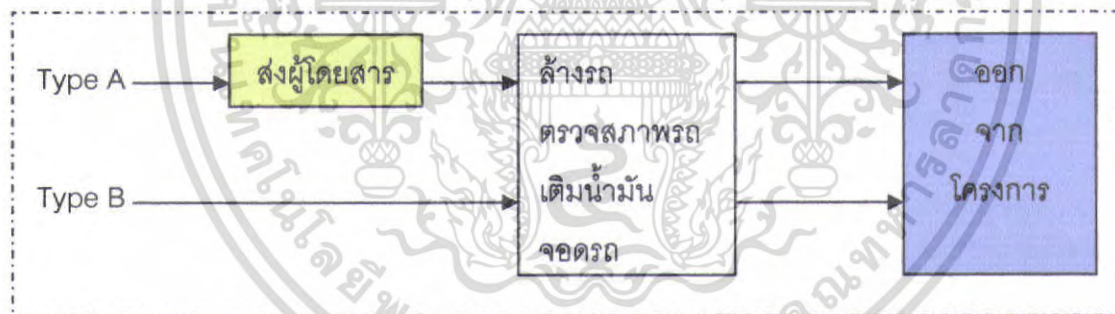 Type A
ส่งผู้โดยสาร
ล้างรถ
ตรวจสภาพรถ
เติมน้ำมัน
จอดรถ
Type B
ออก
จาก
โครงการ